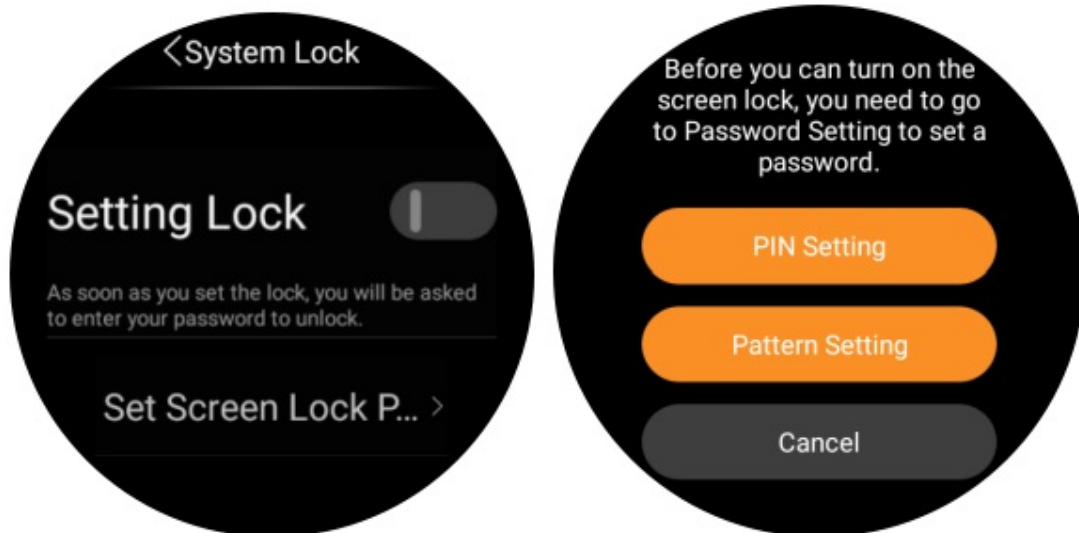 <System Lock
Setting Lock
As soon as you set the lock, you will be asked
to enter your password to unlock.
Set Screen Lock P... >
Before you can turn on the
screen lock, you need to go
to Password Setting to set a
password.
PIN Setting
Pattern Setting
Cancel